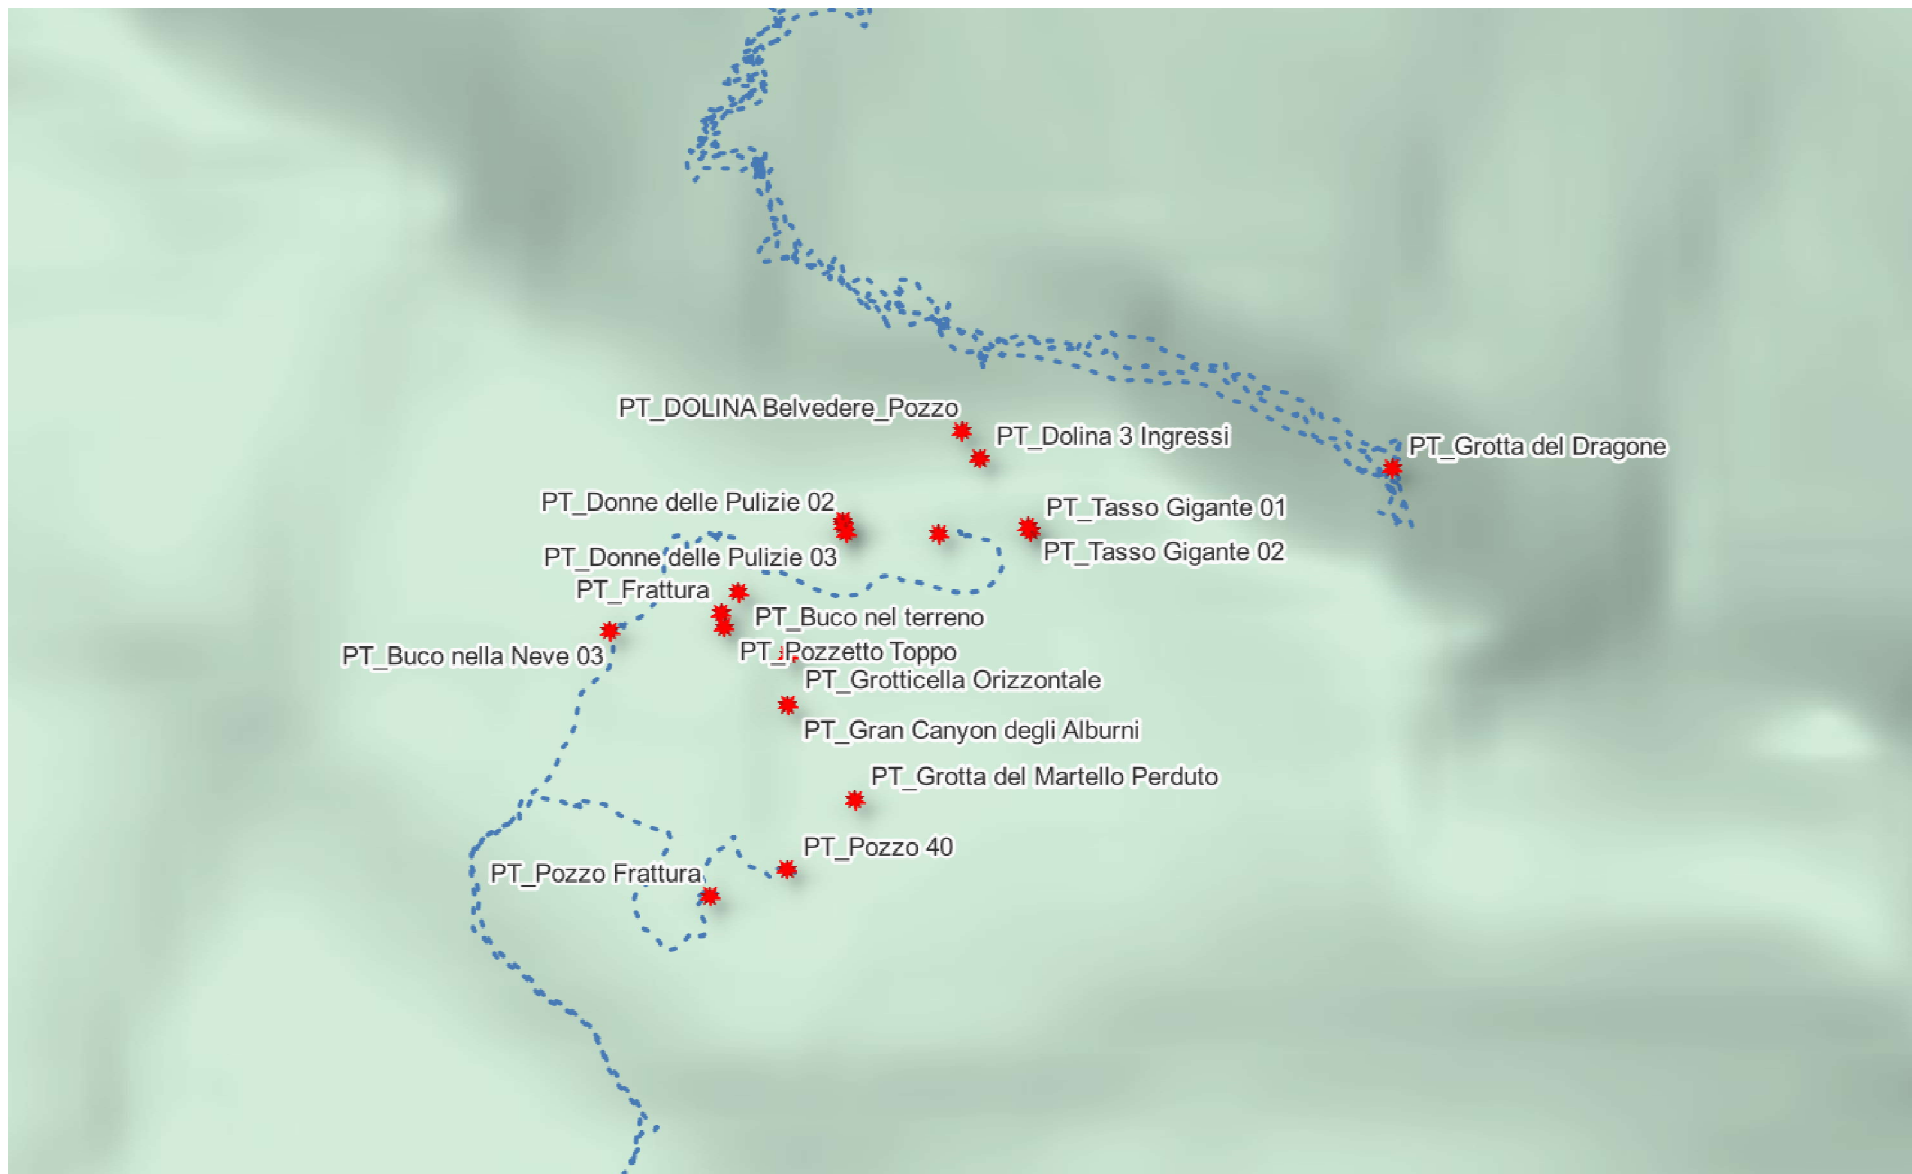 PT_DOLINA Belvedere_Pozzo
PT_Dolina 3 Ingressi
PT_Grotta del Dragone
PT_Donne delle Pulizie 02
PT_Tasso Gigante 01
PT_Tasso Gigante 02
PT_Donne delle Pulizie 03
PT_Frattura
PT_Buco nel terreno
PT_Pozzetto Toppo
PT_Buco nella Neve 03
PT_Grotticella Orizzontale
PT_Gran Canyon degli Alburni
PT_Grotta del Martello Perduto
PT_Pozzo 40
PT_Pozzo Frattura